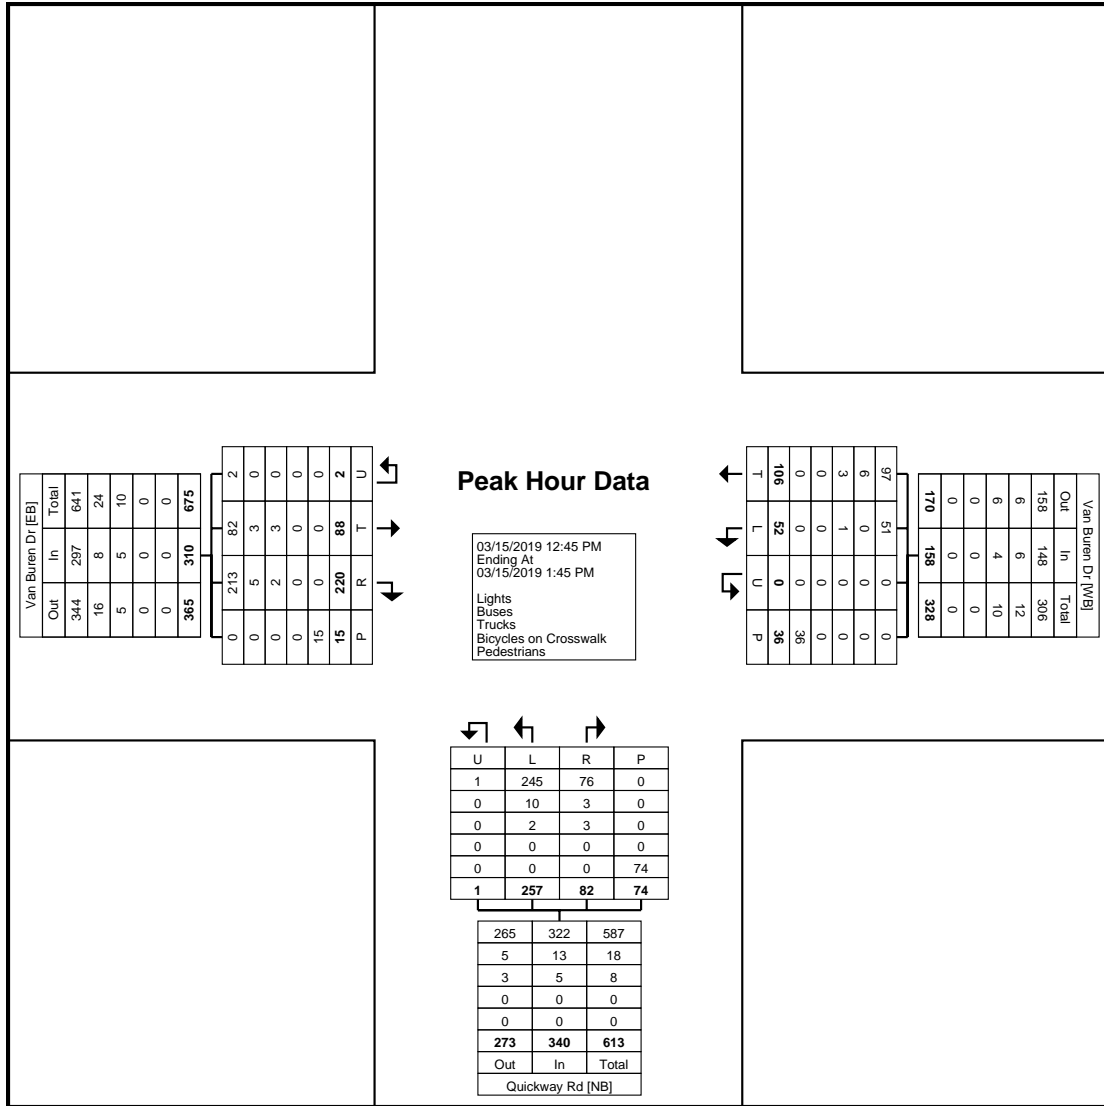 Peak Hour Data
03/15/2019 12:45 PM
Ending At
03/15/2019 1:45 PM
Lights
Buses
Trucks
Bicycles on Crosswalk
Pedestrians
Van Buren Dr [EB]
Out In Total
344 297 641
16 8 24
5 5 10
0 0 0
0 0 0
365 310 675
0 213 82 2
0 5 3 0
0 2 3 0
0 0 0 0
15 0 0 0
15 220 88 2
P R T U
Van Buren Dr [WB]
Out In Total
158 148 306
6 6 12
6 4 10
0 0 0
0 0 0
170 158 328
97 51 0 0
6 0 0 0
3 1 0 0
0 0 0 0
0 0 0 36
106 52 0 36
T L U P
U L R P
1 245 76 0
0 10 3 0
0 2 3 0
0 0 0 0
0 0 0 74
1 257 82 74
265 322 587
5 13 18
3 5 8
0 0 0
0 0 0
273 340 613
Out In Total
Quickway Rd [NB]